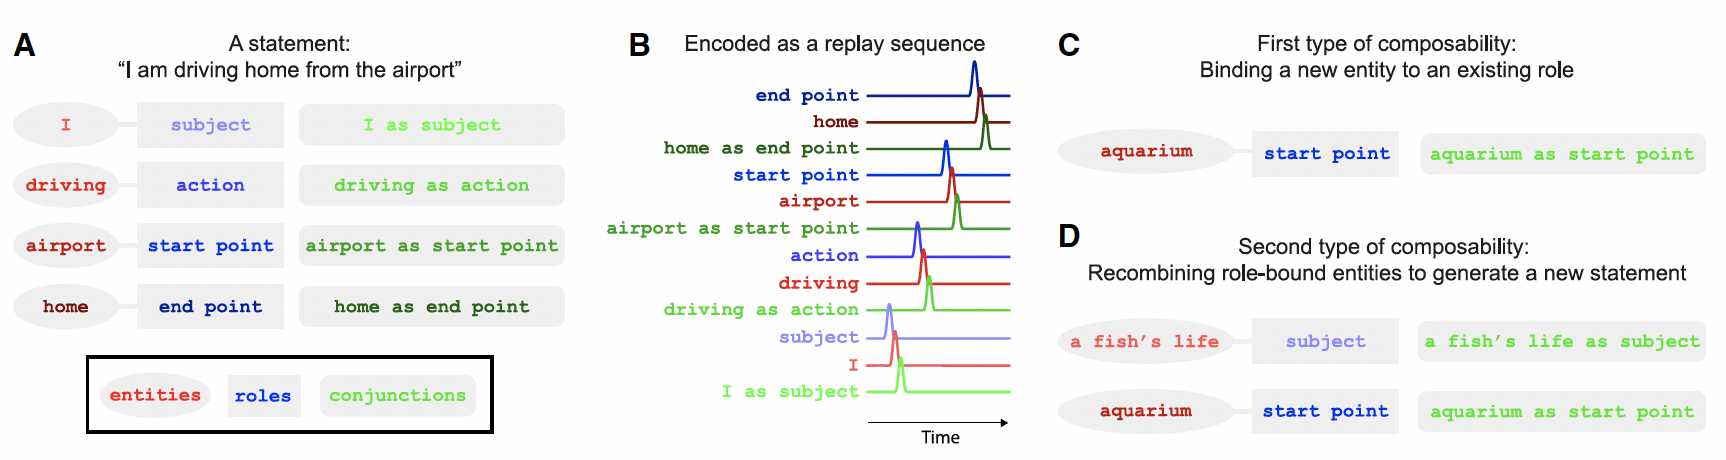 A
A statement:
“I am driving home from the airport”
I
subject
I as subject
driving
action
driving as action
airport
start point
airport as start point
home
end point
home as end point
entities
roles
conjunctions
B
Encoded as a replay sequence
end point
home
home as end point
start point
airport
airport as start point
action
driving
driving as action
subject
I
I as subject
Time
C
First type of composability:
Binding a new entity to an existing role
aquarium
start point
aquarium as start point
D
Second type of composability:
Recombining role-bound entities to generate a new statement
a fish’s life
subject
a fish’s life as subject
aquarium
start point
aquarium as start point